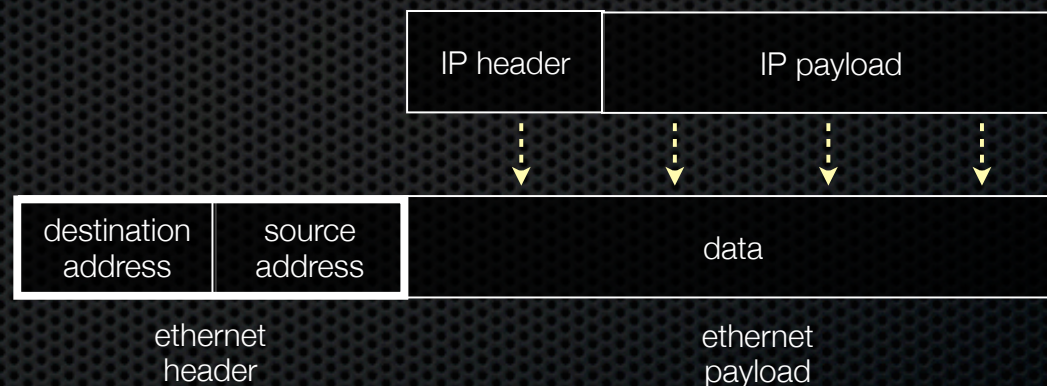 IP header
IP payload
destination
address
source
address
data
ethernet
header
ethernet
payload